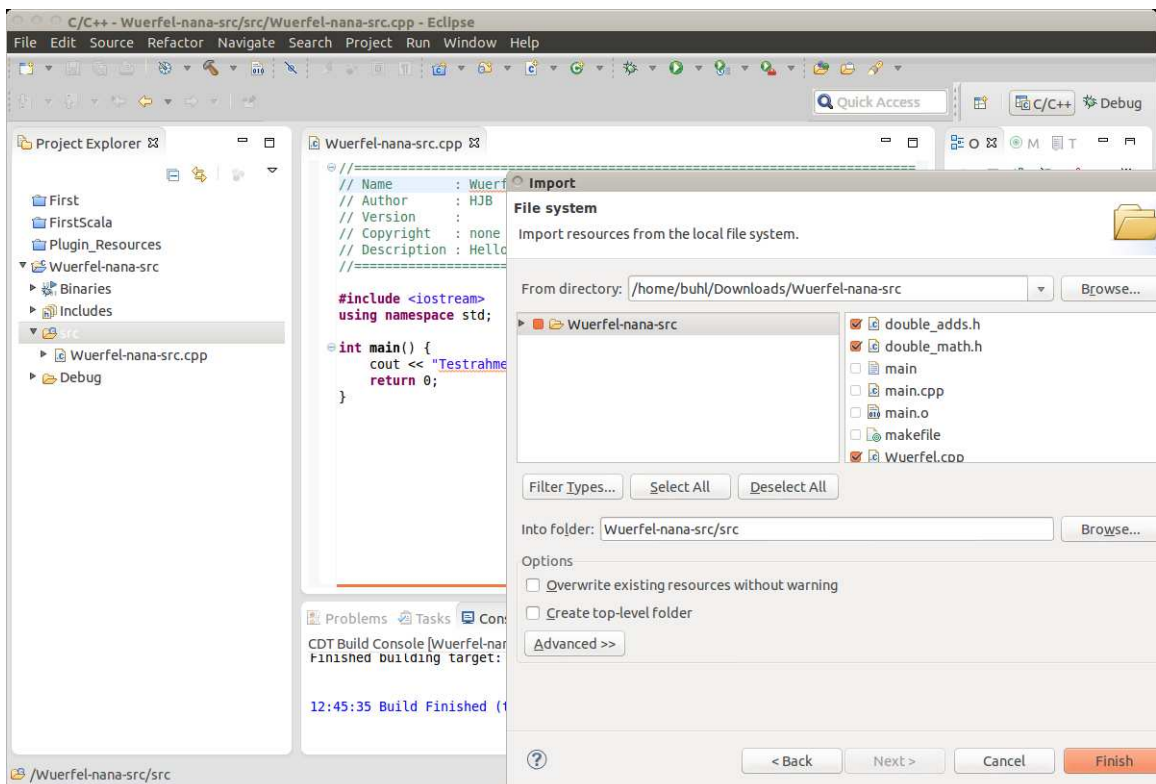 C/C++ - Wuerfel-nana-src/src/Wuerfel-nana-src.cpp - Eclipse
File Edit Source Refactor Navigate Search Project Run Window Help
Quick Access
C/C++
Debug
Project Explorer
First
FirstScala
Plugin_Resources
Wuerfel-nana-src
Binaries
Includes
src
Wuerfel-nana-src.cpp
Debug
Wuerfel-nana-src.cpp
//==========================================================================
// Name : Wuerf
// Author : HJB
// Version :
// Copyright : none
// Description : Hello
//====================
#include <iostream>
using namespace std;
int main() {
cout << "Testrahme
return 0;
}
O M T
Problems Tasks Cons
CDT Build Console [Wuerfel-nar
Finished building target:
12:45:35 Build Finished (t
Import
File system
Import resources from the local file system.
From directory: /home/buhl/Downloads/Wuerfel-nana-src
Browse...
Wuerfel-nana-src
double_adds.h
double_math.h
main
main.cpp
main.o
makefile
Wuerfel.cpp
Filter Types... Select All Deselect All
Into folder: Wuerfel-nana-src/src
Browse...
Options
Overwrite existing resources without warning
Create top-level folder
Advanced >>
< Back Next > Cancel Finish
/Wuerfel-nana-src/src